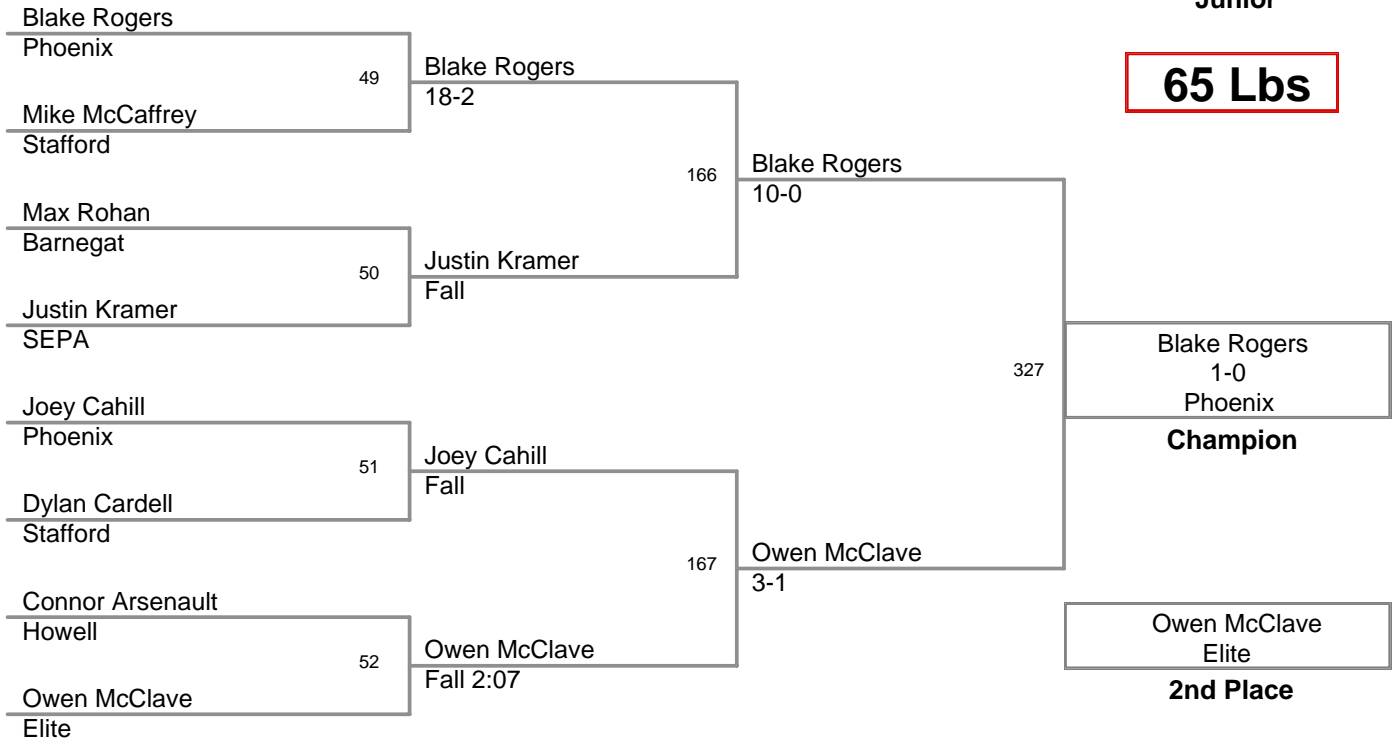 Junior
65 Lbs
Blake Rogers
Phoenix
49
Mike McCaffrey
Stafford
Max Rohan
Barnegat
50
Justin Kramer
SEPA
Joey Cahill
Phoenix
51
Dylan Cardell
Stafford
Connor Arsenault
Howell
52
Owen McClave
Elite
Blake Rogers
18-2
166
Justin Kramer
Fall
Joey Cahill
Fall
167
Owen McClave
Fall 2:07
Blake Rogers
10-0
327
Owen McClave
3-1
Blake Rogers
1-0
Phoenix
Champion
Owen McClave
Elite
2nd Place